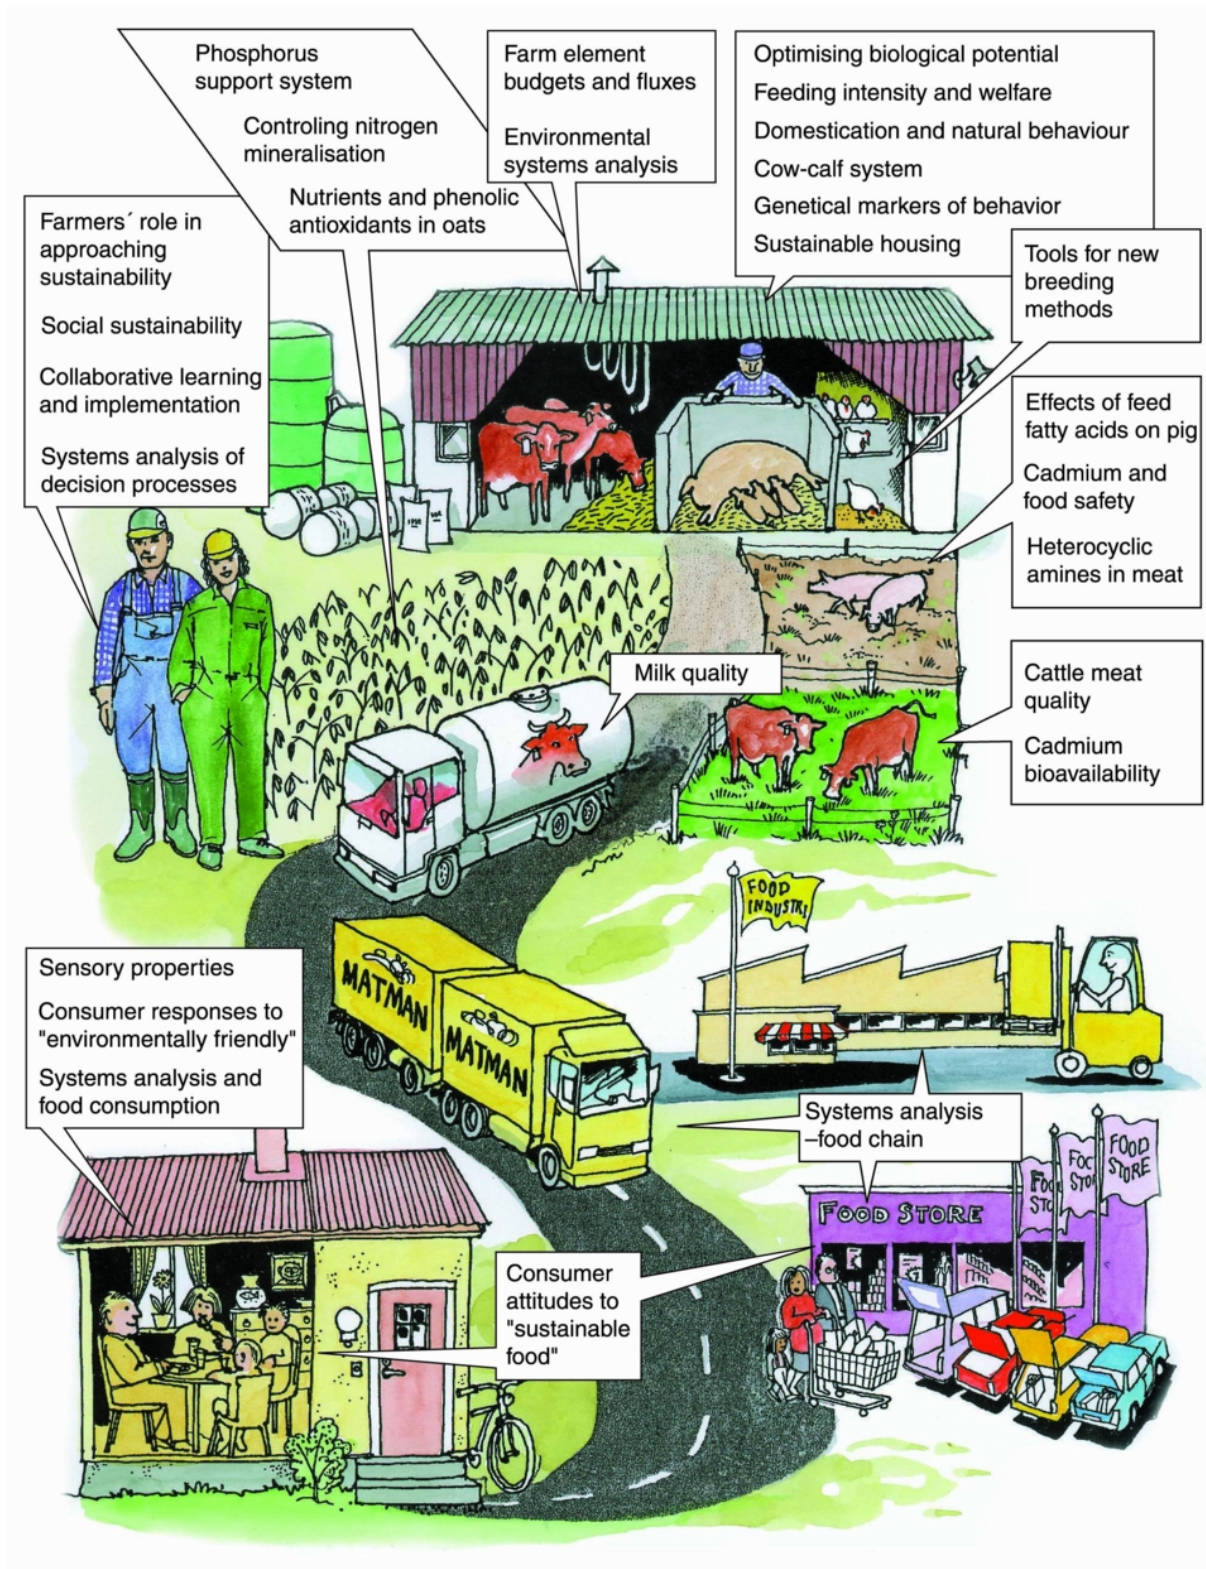 Phosphorus
support system
Controling nitrogen
mineralisation
Nutrients and phenolic
antioxidants in oats
Farm element
budgets and fluxes
Environmental
systems analysis
Optimising biological potential
Feeding intensity and welfare
Domestication and natural behaviour
Cow-calf system
Genetical markers of behavior
Sustainable housing
Tools for new
breeding
methods
Farmers´ role in
approaching
sustainability
Social sustainability
Collaborative learning
and implementation
Systems analysis of
decision processes
Effects of feed
fatty acids on pig
Cadmium and
food safety
Heterocyclic
amines in meat
Milk quality
Cattle meat
quality
Cadmium
bioavailability
FOOD
INDUSTRI
MATMAN
MATMAN
Sensory properties
Consumer responses to
"environmentally friendly"
Systems analysis and
food consumption
Systems analysis
–food chain
FOOD
STORE
FOOD STORE
Consumer
attitudes to
"sustainable
food"